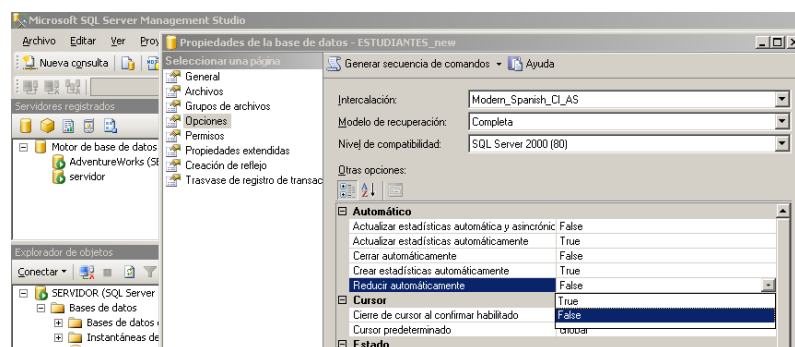 Microsoft SQL Server Management Studio
Archivo Editar Ver Proy
Propiedades de la base de datos - ESTUDIANTES_new
Nueva consulta
Seleccionar una página
Generar secuencia de comandos Ayuda
General
Archivos
Grupos de archivos
Opciones
Permisos
Propiedades extendidas
Creación de reflejo
Trasvase de registro de transac
Servidores registrados
Motor de base de datos
AdventureWorks (SE
servidor
Explorador de objetos
Conectar
SERVIDOR (SQL Server
Bases de datos
Bases de datos
Instantáneas de
Intercalación: Modern_Spanish_CI_AS
Modelo de recuperación: Completa
Nivel de compatibilidad: SQL Server 2000 (80)
Otras opciones:
Automático
Actualizar estadísticas automática y asincrónic False
Actualizar estadísticas automáticamente True
Cerrar automáticamente False
Crear estadísticas automáticamente True
Reducir automáticamente False
Cursor True
Cierre de cursor al confirmar habilitado False
Cursor predeterminado Global
Estado